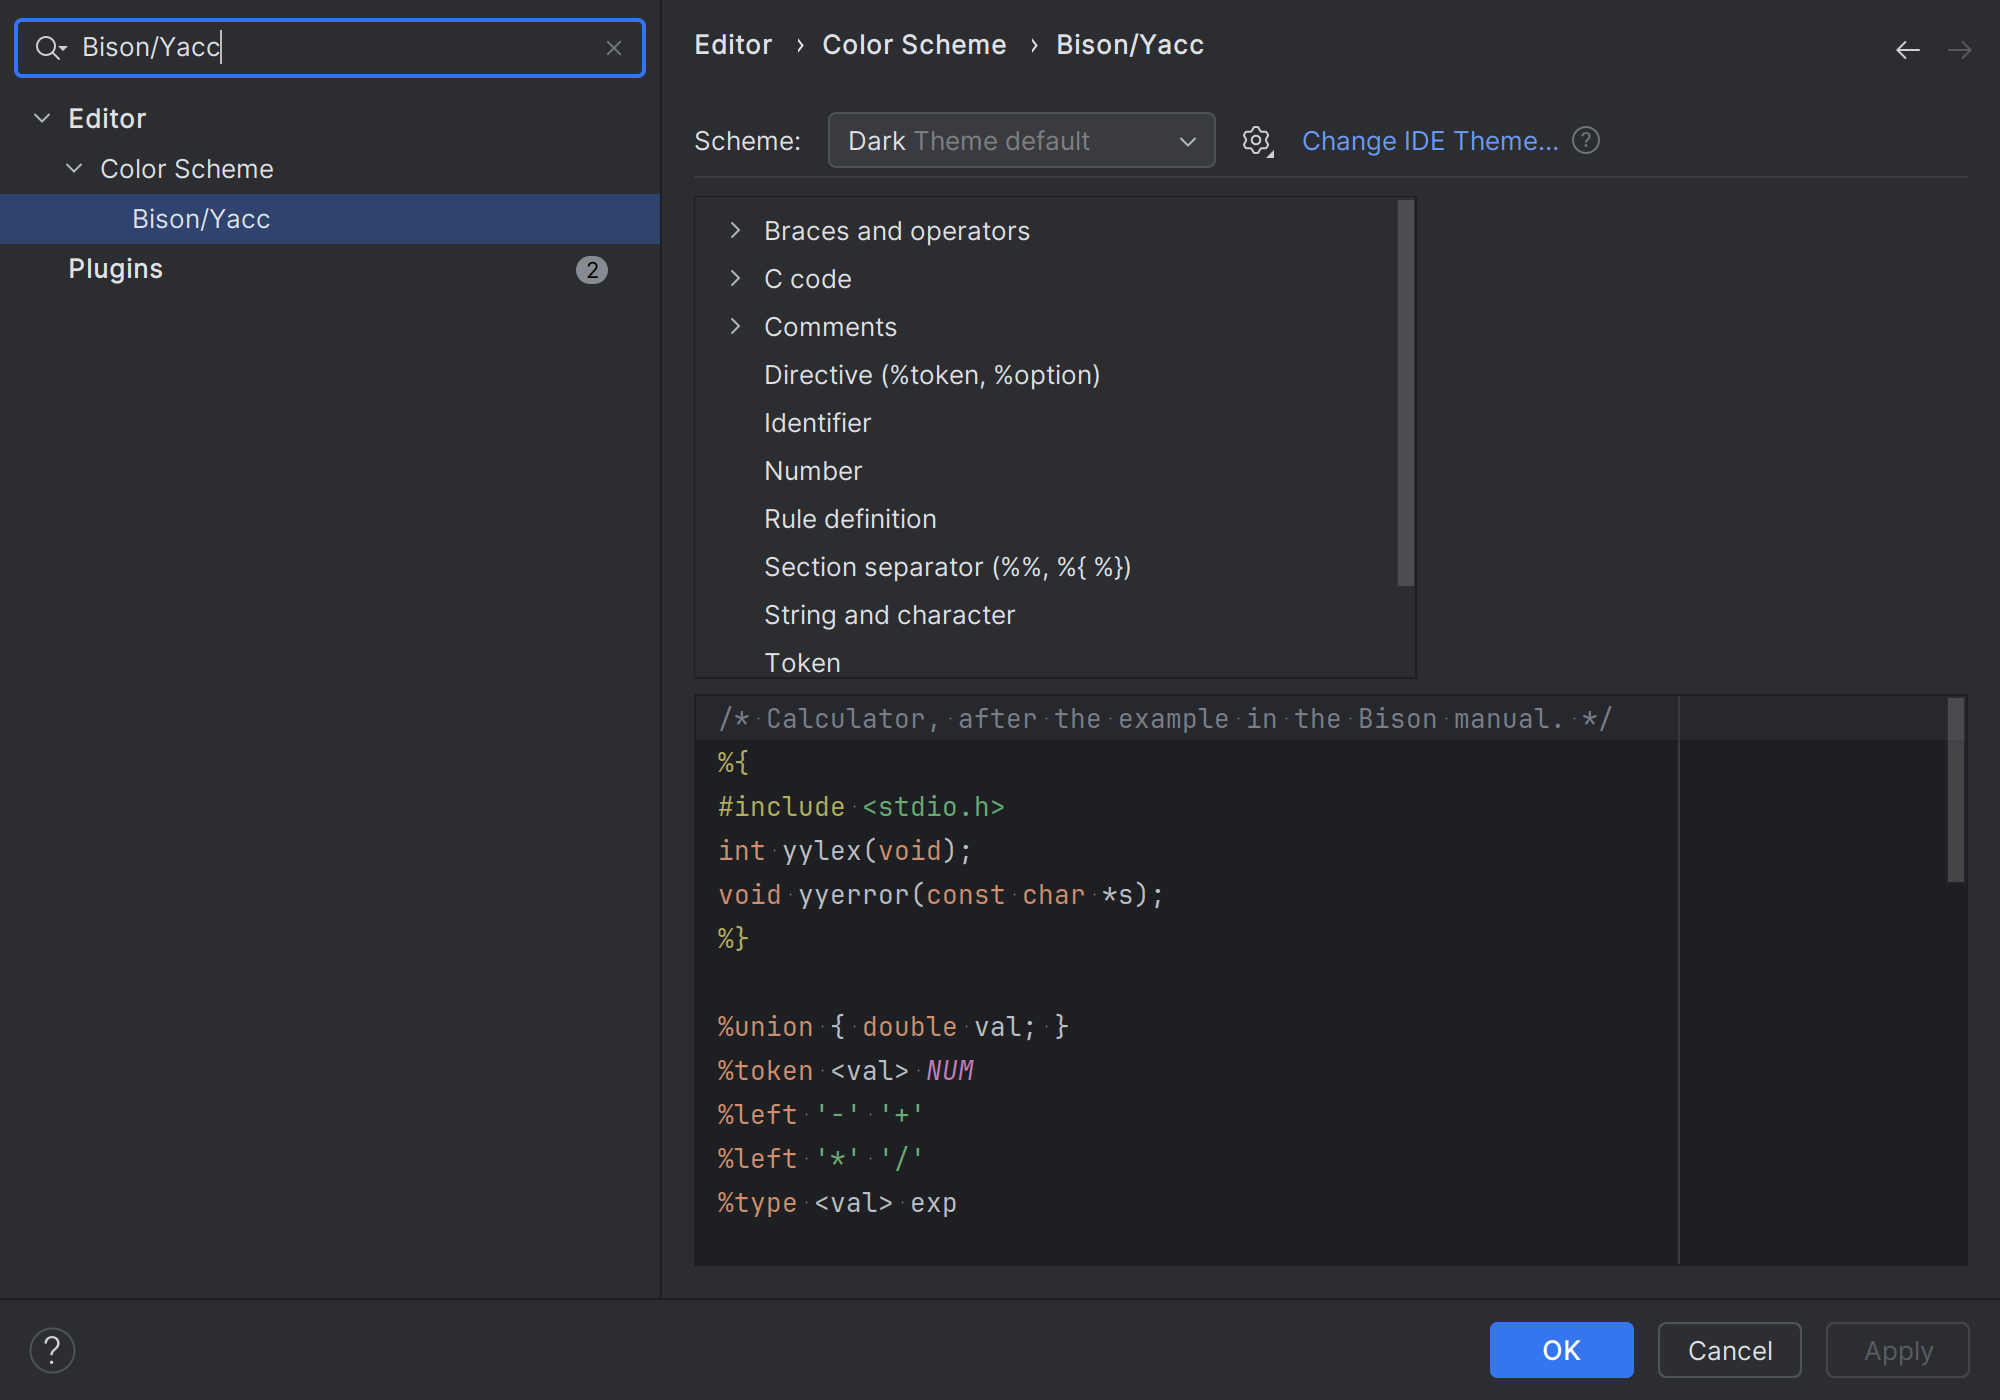 Bison/Yacc
Editor
Color Scheme
Bison/Yacc
Plugins 2
Editor › Color Scheme › Bison/Yacc
Scheme: Dark Theme default Change IDE Theme... ?
Braces and operators
C code
Comments
Directive (%token, %option)
Identifier
Number
Rule definition
Section separator (%%, %{ %})
String and character
Token
/* Calculator, after the example in the Bison manual. */
%{
#include <stdio.h>
int yylex(void);
void yyerror(const char *s);
%}
%union { double val; }
%token <val> NUM
%left '-' '+'
%left '*' '/'
%type <val> exp
? OK Cancel Apply